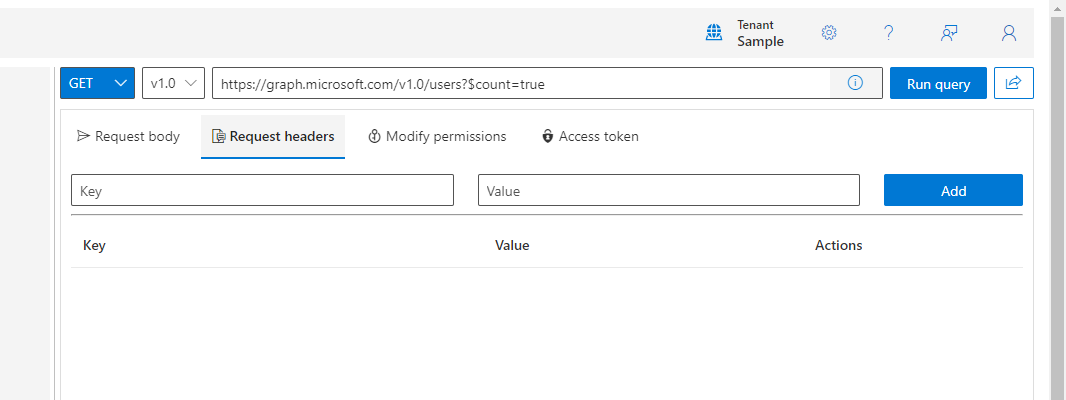 Tenant
Sample
GET
v1.0
https://graph.microsoft.com/v1.0/users?$count=true
Run query
Request body
Request headers
Modify permissions
Access token
Key
Value
Add
Key
Value
Actions